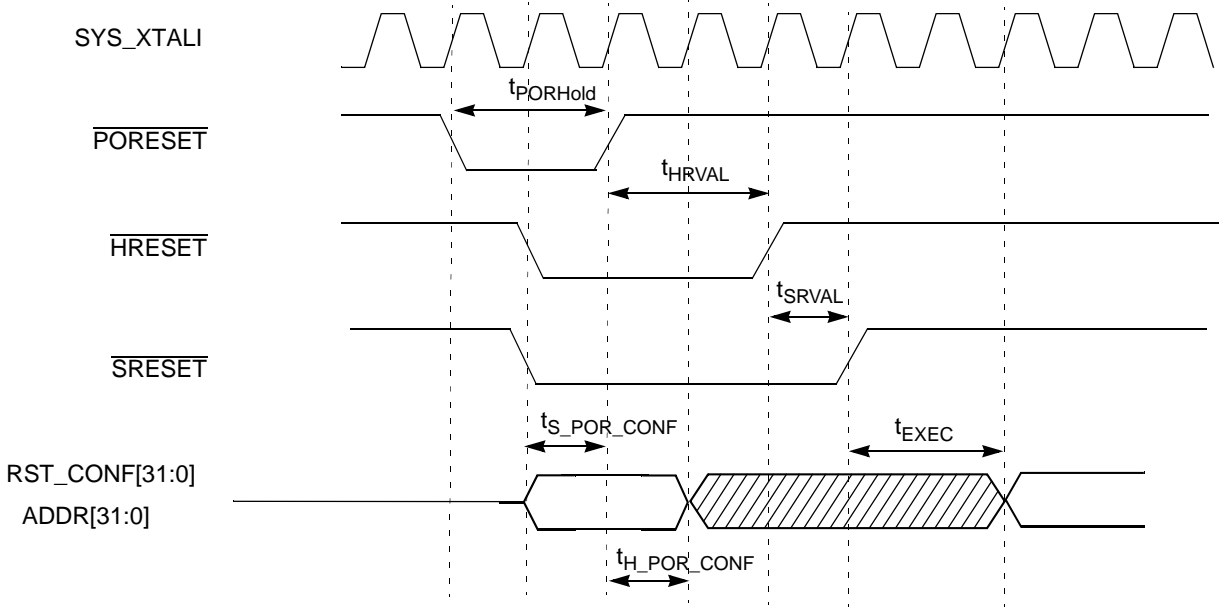 SYS_XTALI
tPORHold
PORESET
tHRVAL
HRESET
tSRVAL
SRESET
tS_POR_CONF
tEXEC
RST_CONF[31:0]
ADDR[31:0]
tH_POR_CONF